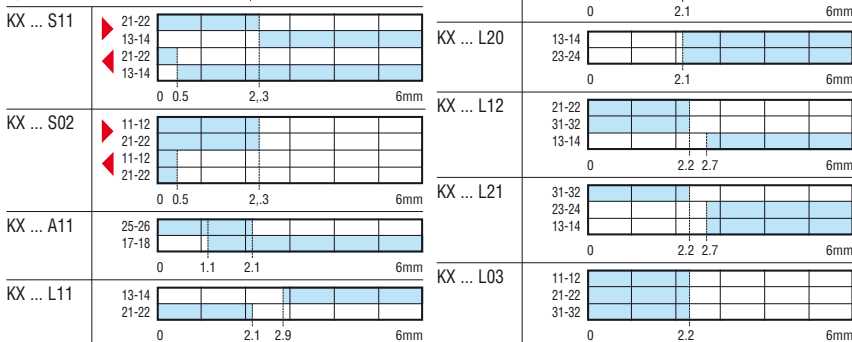 KX ... S11
21-22
13-14
21-22
13-14
0 0.5 2,.3 6mm
KX ... S02
11-12
21-22
11-12
21-22
0 0.5 2,.3 6mm
KX ... A11
25-26
17-18
0 1.1 2.1 6mm
KX ... L11
13-14
21-22
0 2.1 2.9 6mm
0 2.1 6mm
KX ... L20
13-14
23-24
0 2.1 6mm
KX ... L12
21-22
31-32
13-14
0 2.2 2.7 6mm
KX ... L21
31-32
23-24
13-14
0 2.2 2.7 6mm
KX ... L03
11-12
21-22
31-32
0 2.2 6mm